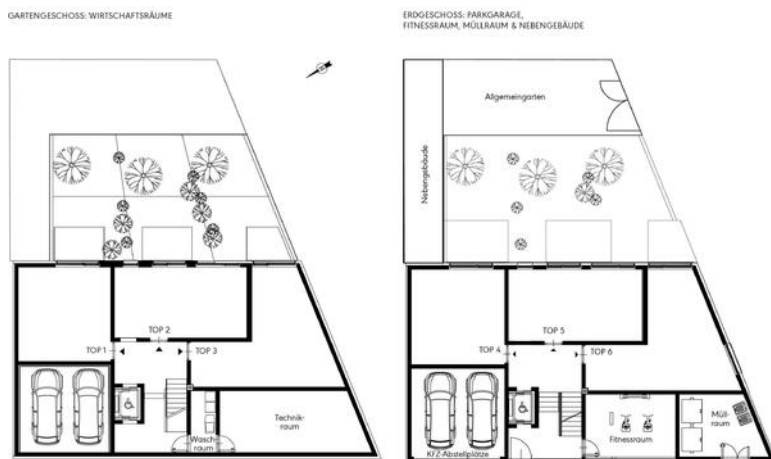 GARTENGESCHOSS: WIRTSCHAFTSRÄUME
TOP 1
TOP 2
TOP 3
Wasch-
raum
Technik-
raum
ERDGESCHOSS: PARKGARAGE,
FITNESSRAUM, MÜLLRAUM & NEBENGEBÄUDE
Allgemeingarten
Nebengebäude
TOP 4
TOP 5
TOP 6
KFZ-Abstellplätze
Fitnessraum
Müll-
raum